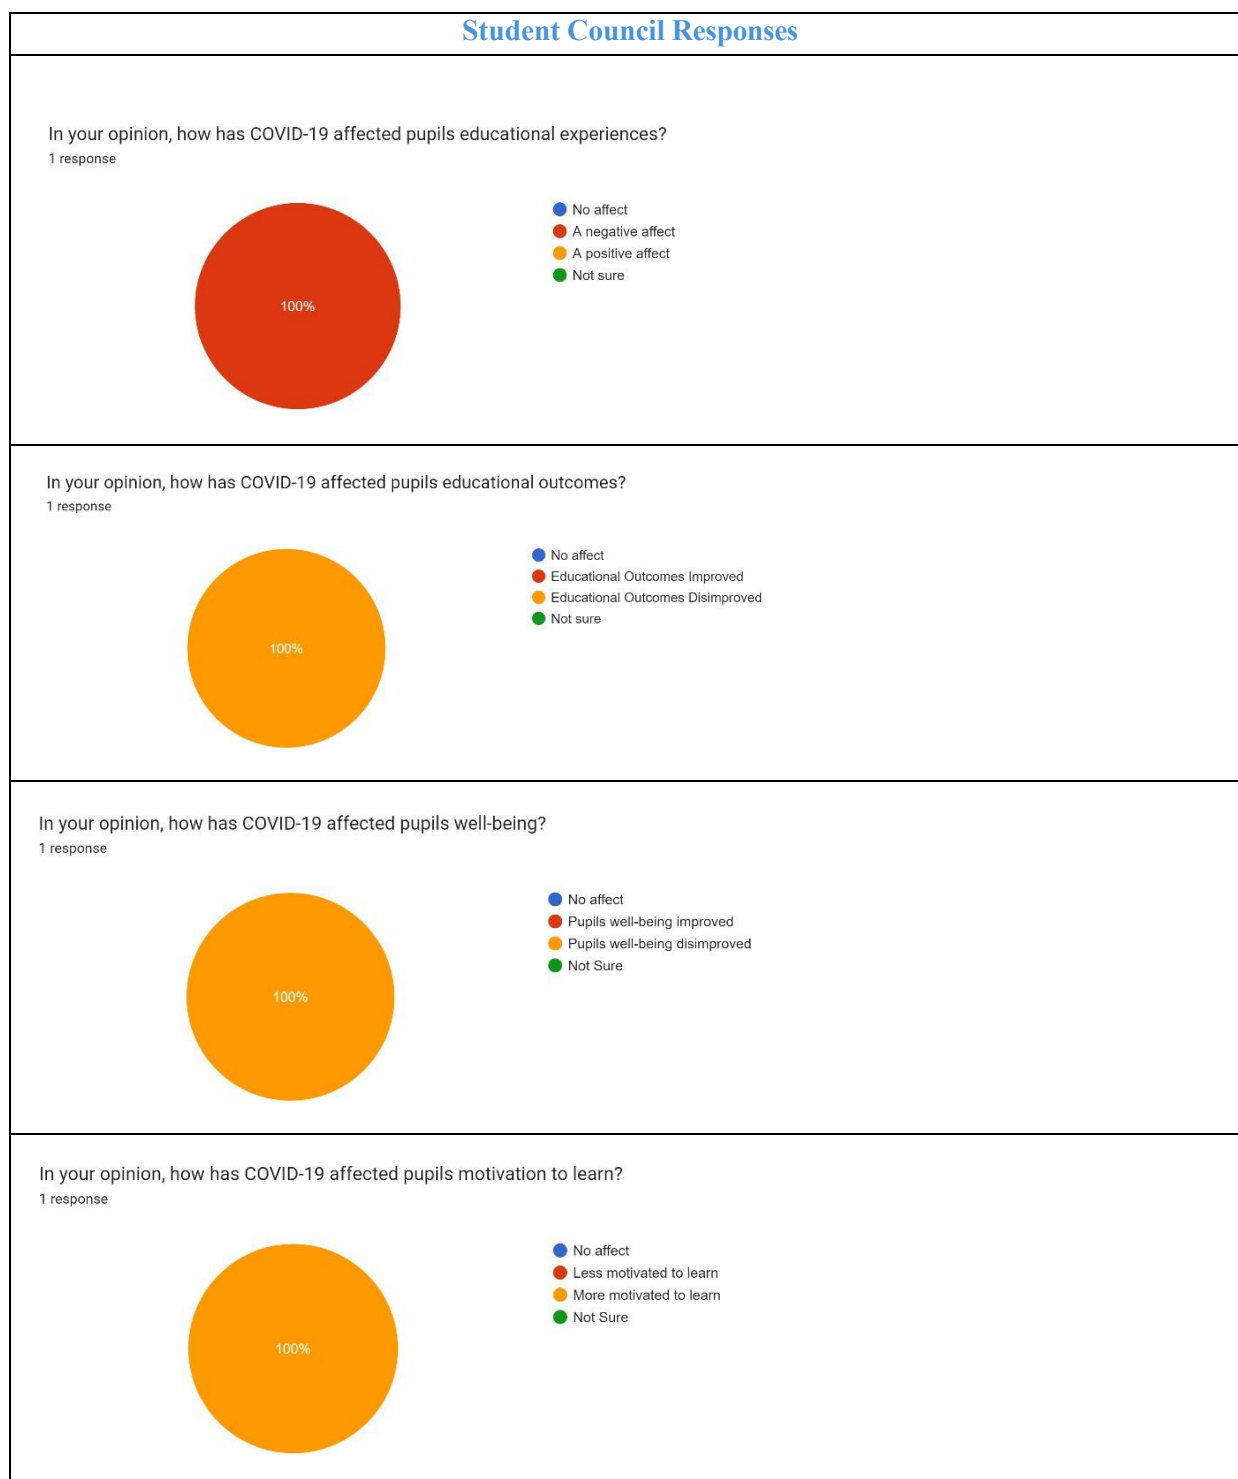 Student Council Responses
In your opinion, how has COVID-19 affected pupils educational experiences?
1 response
100%
No affect
A negative affect
A positive affect
Not sure
In your opinion, how has COVID-19 affected pupils educational outcomes?
1 response
100%
No affect
Educational Outcomes Improved
Educational Outcomes Disimproved
Not sure
In your opinion, how has COVID-19 affected pupils well-being?
1 response
100%
No affect
Pupils well-being improved
Pupils well-being disimproved
Not Sure
In your opinion, how has COVID-19 affected pupils motivation to learn?
1 response
100%
No affect
Less motivated to learn
More motivated to learn
Not Sure